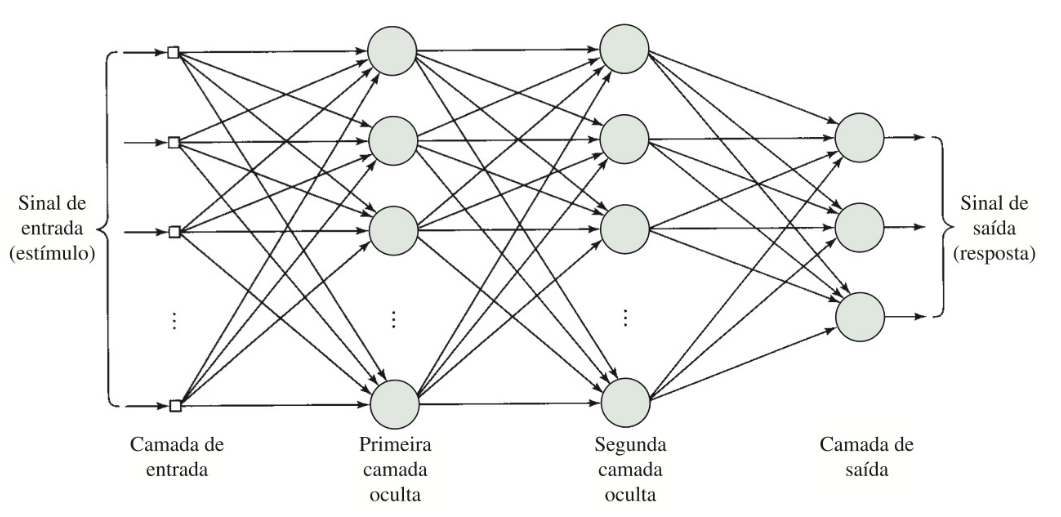 Sinal de
entrada
(estímulo)
Sinal de
saída
(resposta)
Camada de
entrada
Primeira
camada
oculta
Segunda
camada
oculta
Camada de
saída